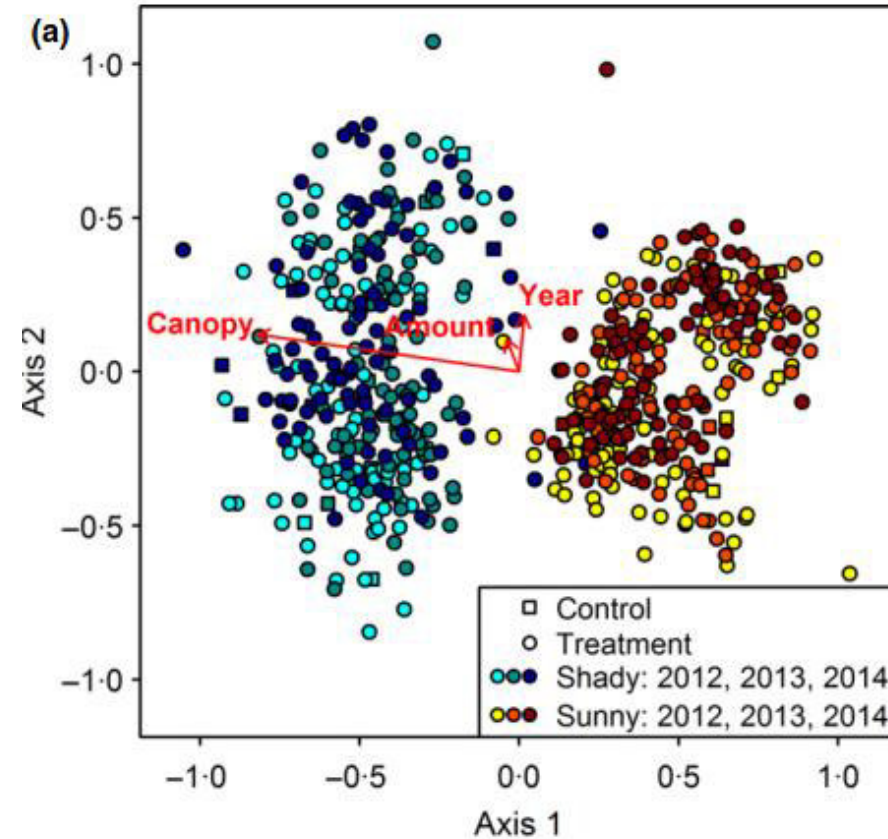 (a)
1·0
0·5
0·0
−0·5
−1·0
Axis 2
Canopy
Amount
Year
Control
Treatment
Shady: 2012, 2013, 2014
Sunny: 2012, 2013, 2014
−1·0 −0·5 0·0 0·5 1·0
Axis 1